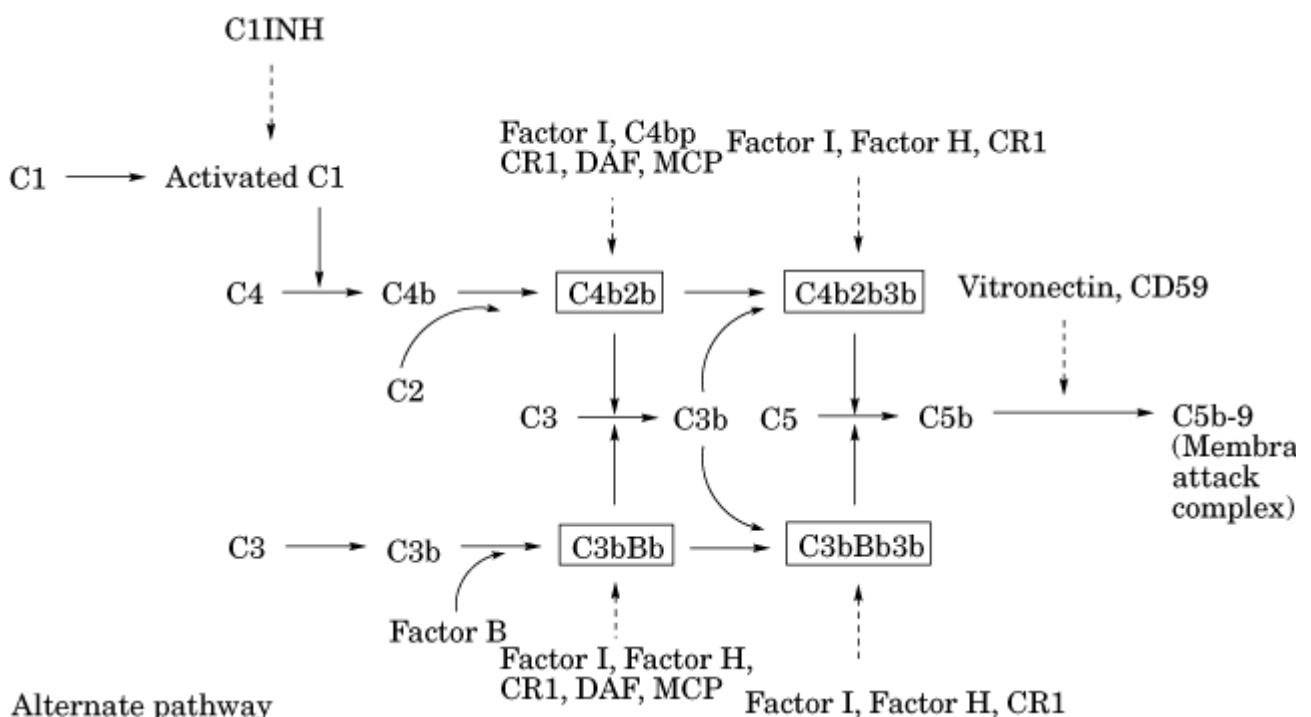 C1INH
Factor I, C4bp
CR1, DAF, MCP
Factor I, Factor H, CR1
C1
Activated C1
C4
C4b
C4b2b
C4b2b3b
Vitronectin, CD59
C2
C3
C3b
C5
C5b
C5b-9
(Membra
attack
complex)
C3
C3b
C3bBb
C3bBb3b
Factor B
Factor I, Factor H,
CR1, DAF, MCP
Factor I, Factor H, CR1
Alternate pathway